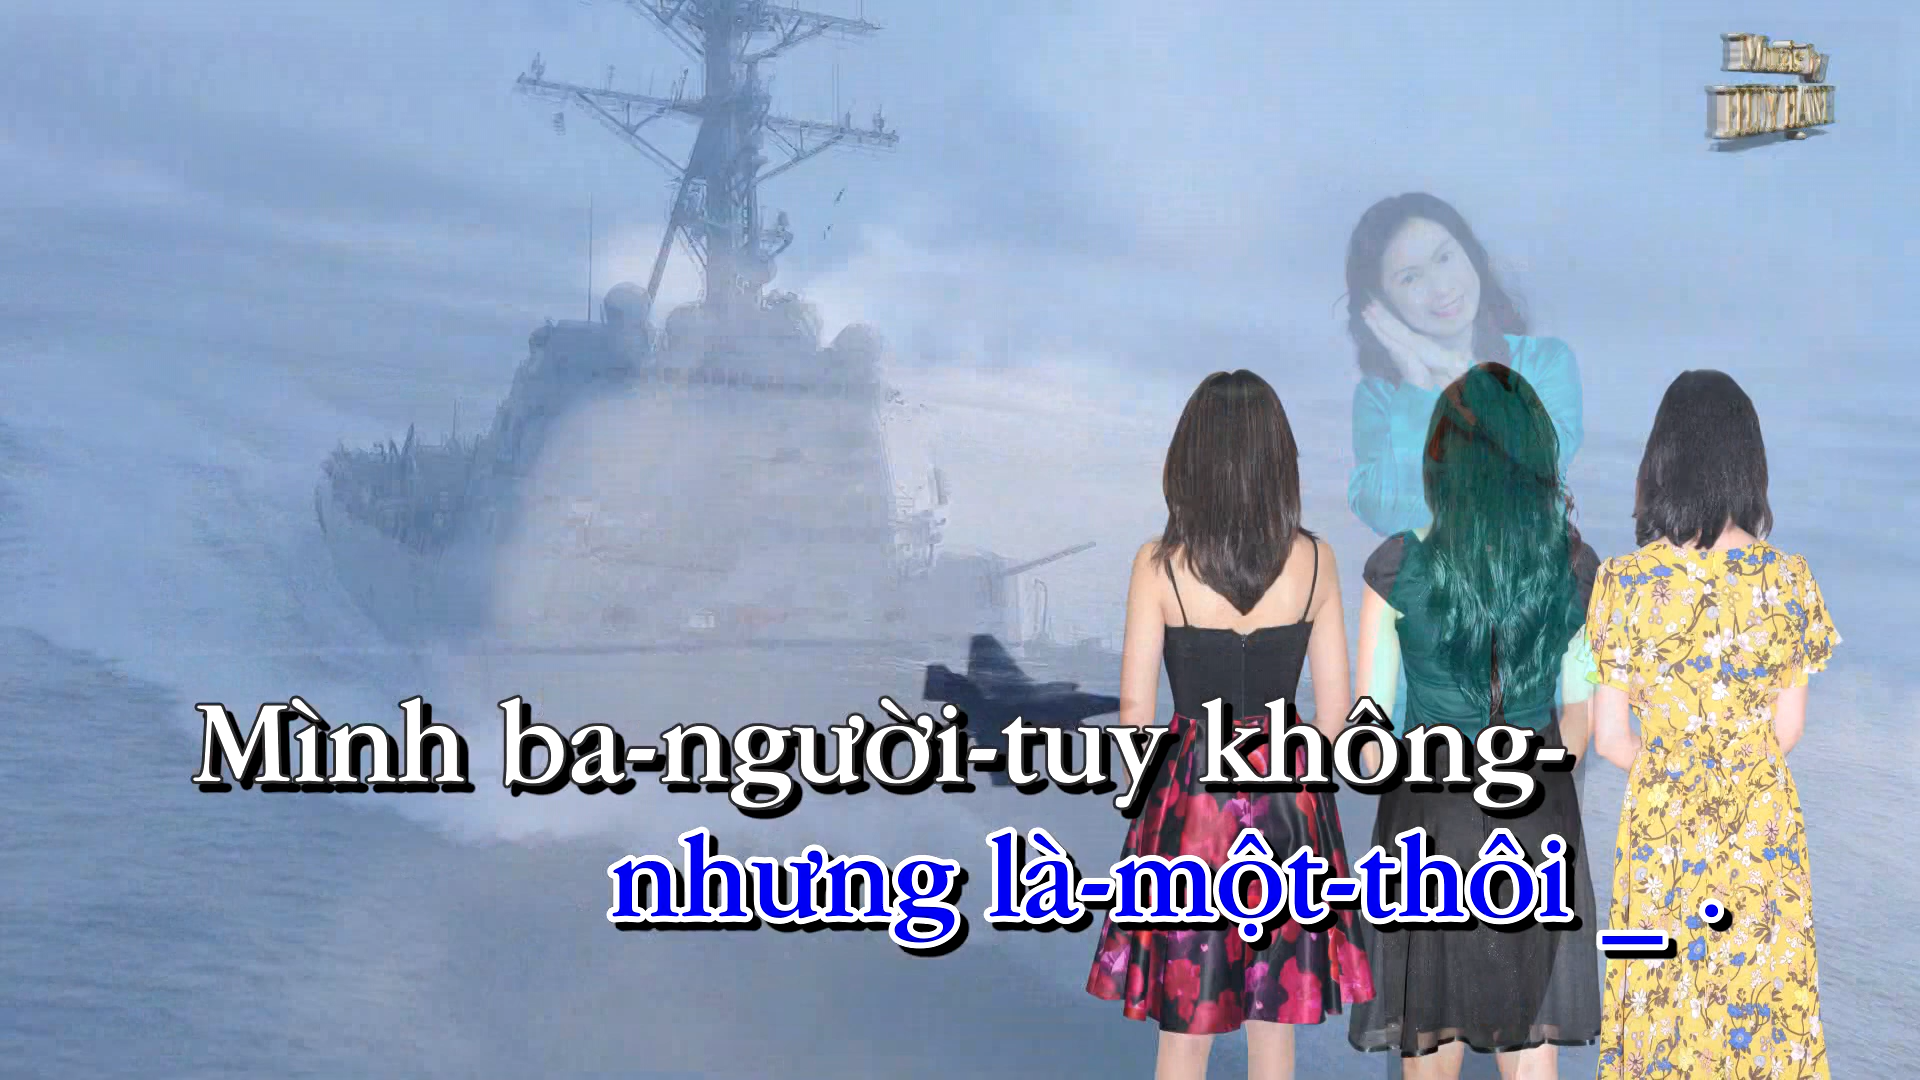 Mình ba-người-tuy không-
nhưng là-một-thôi _ .